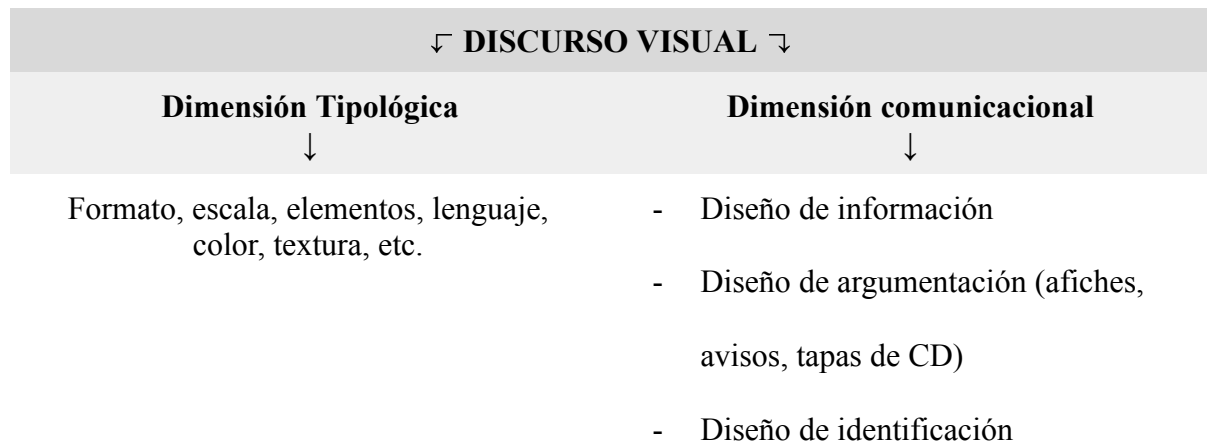 ↓ DISCURSO VISUAL ↓
Dimensión Tipológica
↓
Formato, escala, elementos, lenguaje,
color, textura, etc.
Dimensión comunicacional
↓
- Diseño de información
- Diseño de argumentación (afiches,
avisos, tapas de CD)
- Diseño de identificación